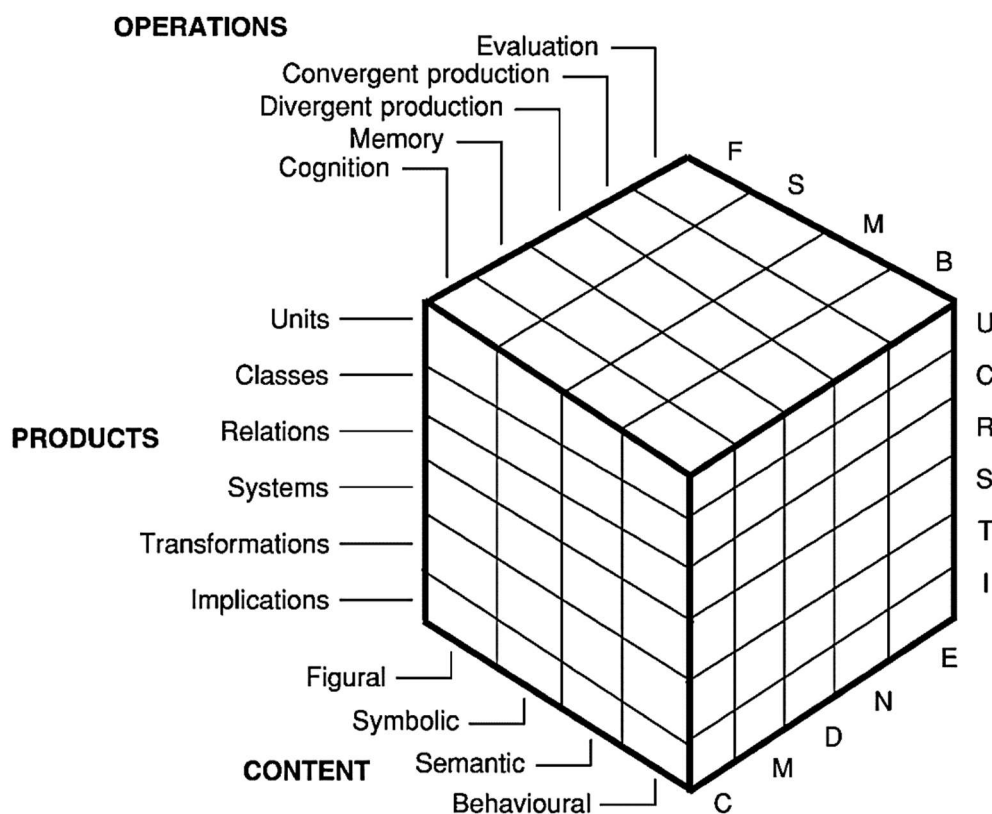 OPERATIONS
Evaluation
Convergent production
Divergent production
Memory
Cognition
F
S
M
B
Units
Classes
PRODUCTS
Relations
Systems
Transformations
Implications
U
C
R
S
T
I
Figural
Symbolic
Semantic
CONTENT
Behavioural
C
M
D
N
E